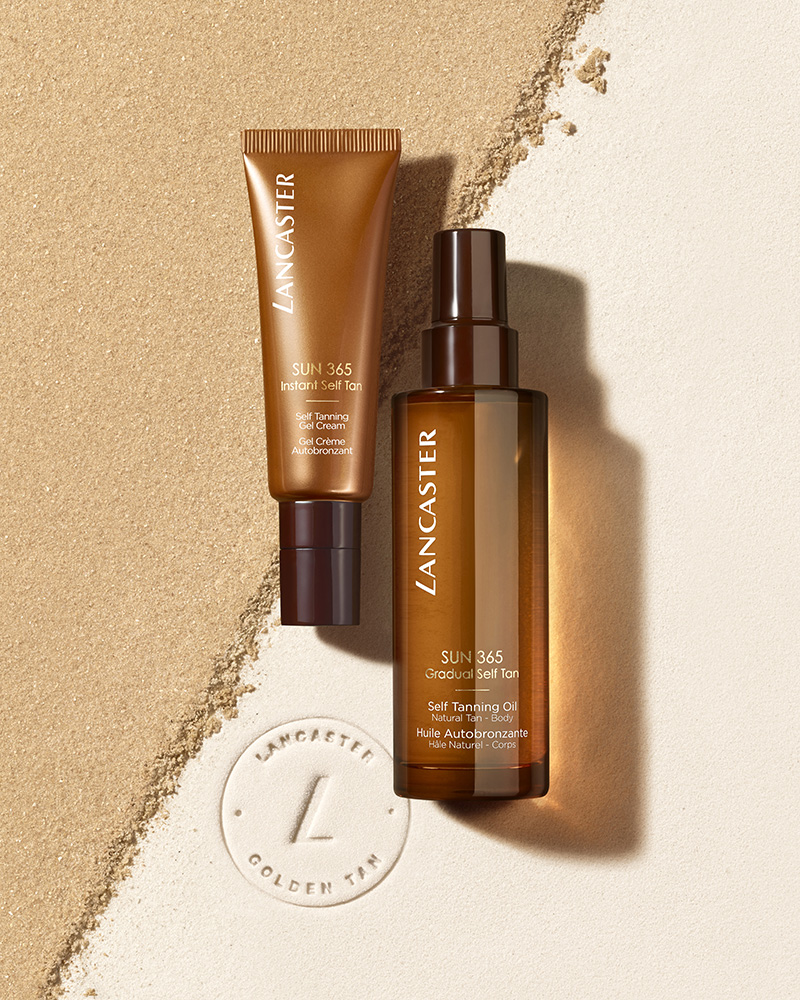 LANCASTER
SUN 365
Instant Self Tan
Self Tanning
Gel Cream
Gel Crème
Autobronzant
LANCASTER
SUN 365
Gradual Self Tan
Self Tanning Oil
Natural Tan - Body
Huile Autobronzante
Hâle Naturel - Corps
LANCASTER
L
GOLDEN TAN